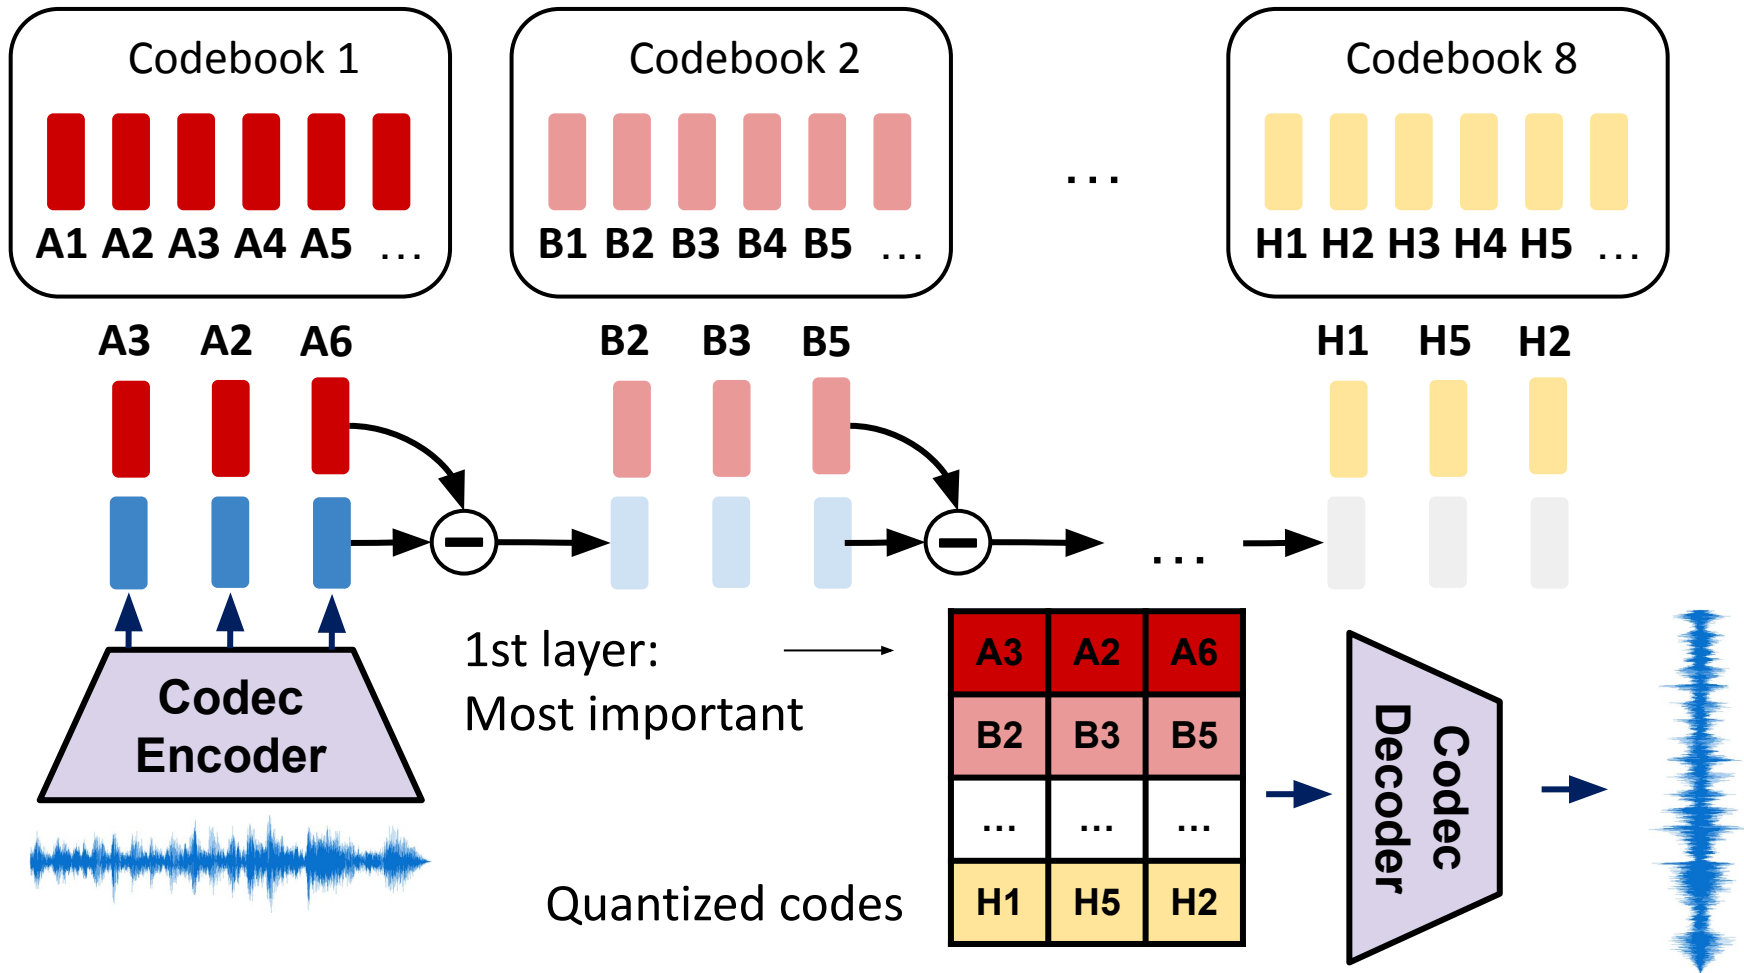 Codebook 1
A1 A2 A3 A4 A5 ...
Codebook 2
B1 B2 B3 B4 B5 ...
...
Codebook 8
H1 H2 H3 H4 H5 ...
A3 A2 A6
B2 B3 B5
H1 H5 H2
...
Codec
Encoder
1st layer:
Most important
A3 A2 A6
B2 B3 B5
... ... ...
H1 H5 H2
Quantized codes
Codec
Decoder